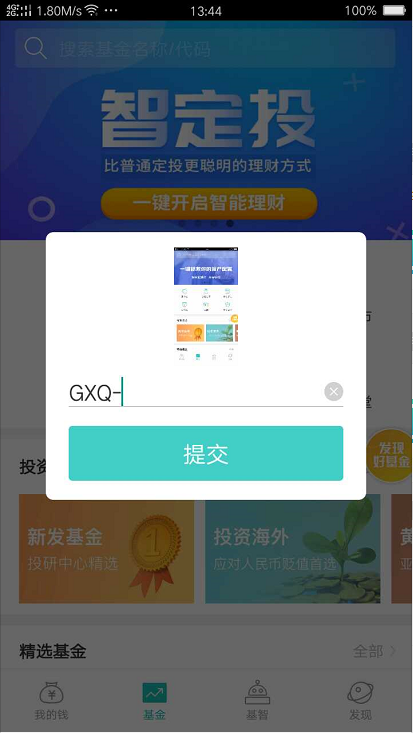 4G 2G 1.80M/s ··· 13:44 100%
搜索基金名称/代码
智定投
比普通定投更聪明的理财方式
一键开启智能理财
GXQ-
提交
发现
好基金
投资
新发基金
投研中心精选
投资海外
应对人民币贬值首选
精选基金
全部
我的钱
基金
基智
发现